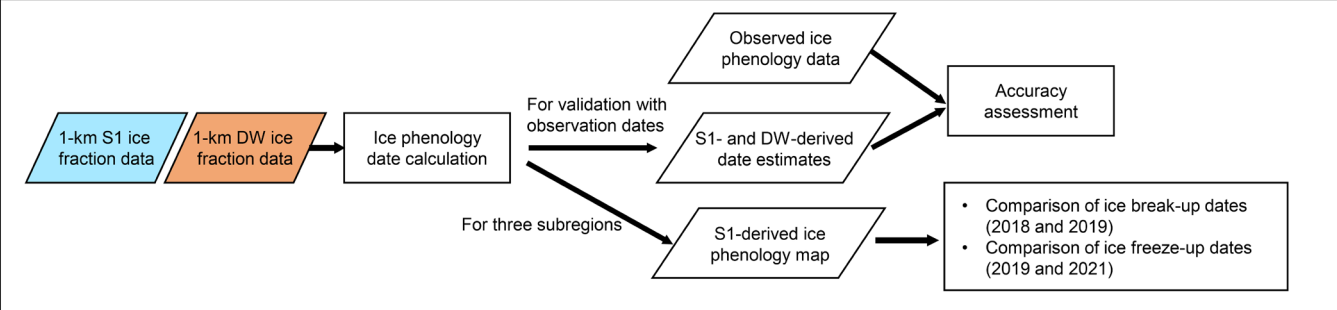 1-km S1 ice
fraction data
1-km DW ice
fraction data
Ice phenology
date calculation
For validation with
observation dates
For three subregions
Observed ice
phenology data
S1- and DW-derived
date estimates
S1-derived ice
phenology map
Accuracy
assessment
• Comparison of ice break-up dates
(2018 and 2019)
• Comparison of ice freeze-up dates
(2019 and 2021)